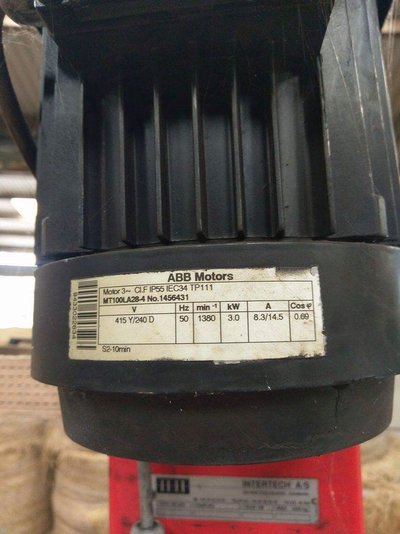 ABB Motors
Motor 3~ Cl.F IP55 IEC34 TP111
MT100LA28-4 No.1456431
V Hz min⁻¹ kW A Cos φ
415 Y/240 D 50 1380 3.0 8.3/14.5 0.69
S2-10min
INTERTECH A/S